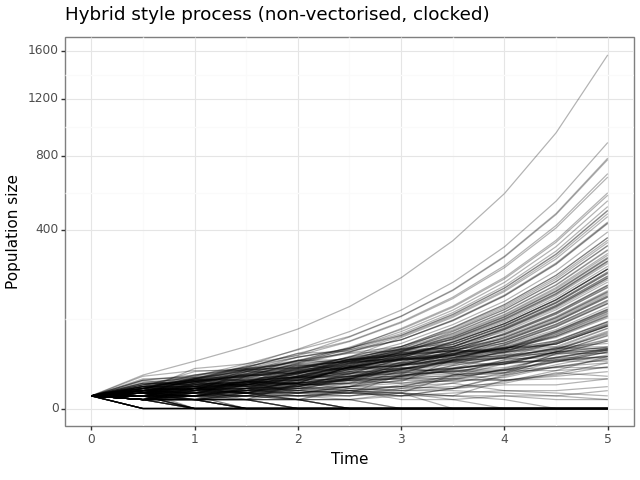 Hybrid style process (non-vectorised, clocked)
1600
1200
800
400
0
Population size
0 1 2 3 4 5
Time